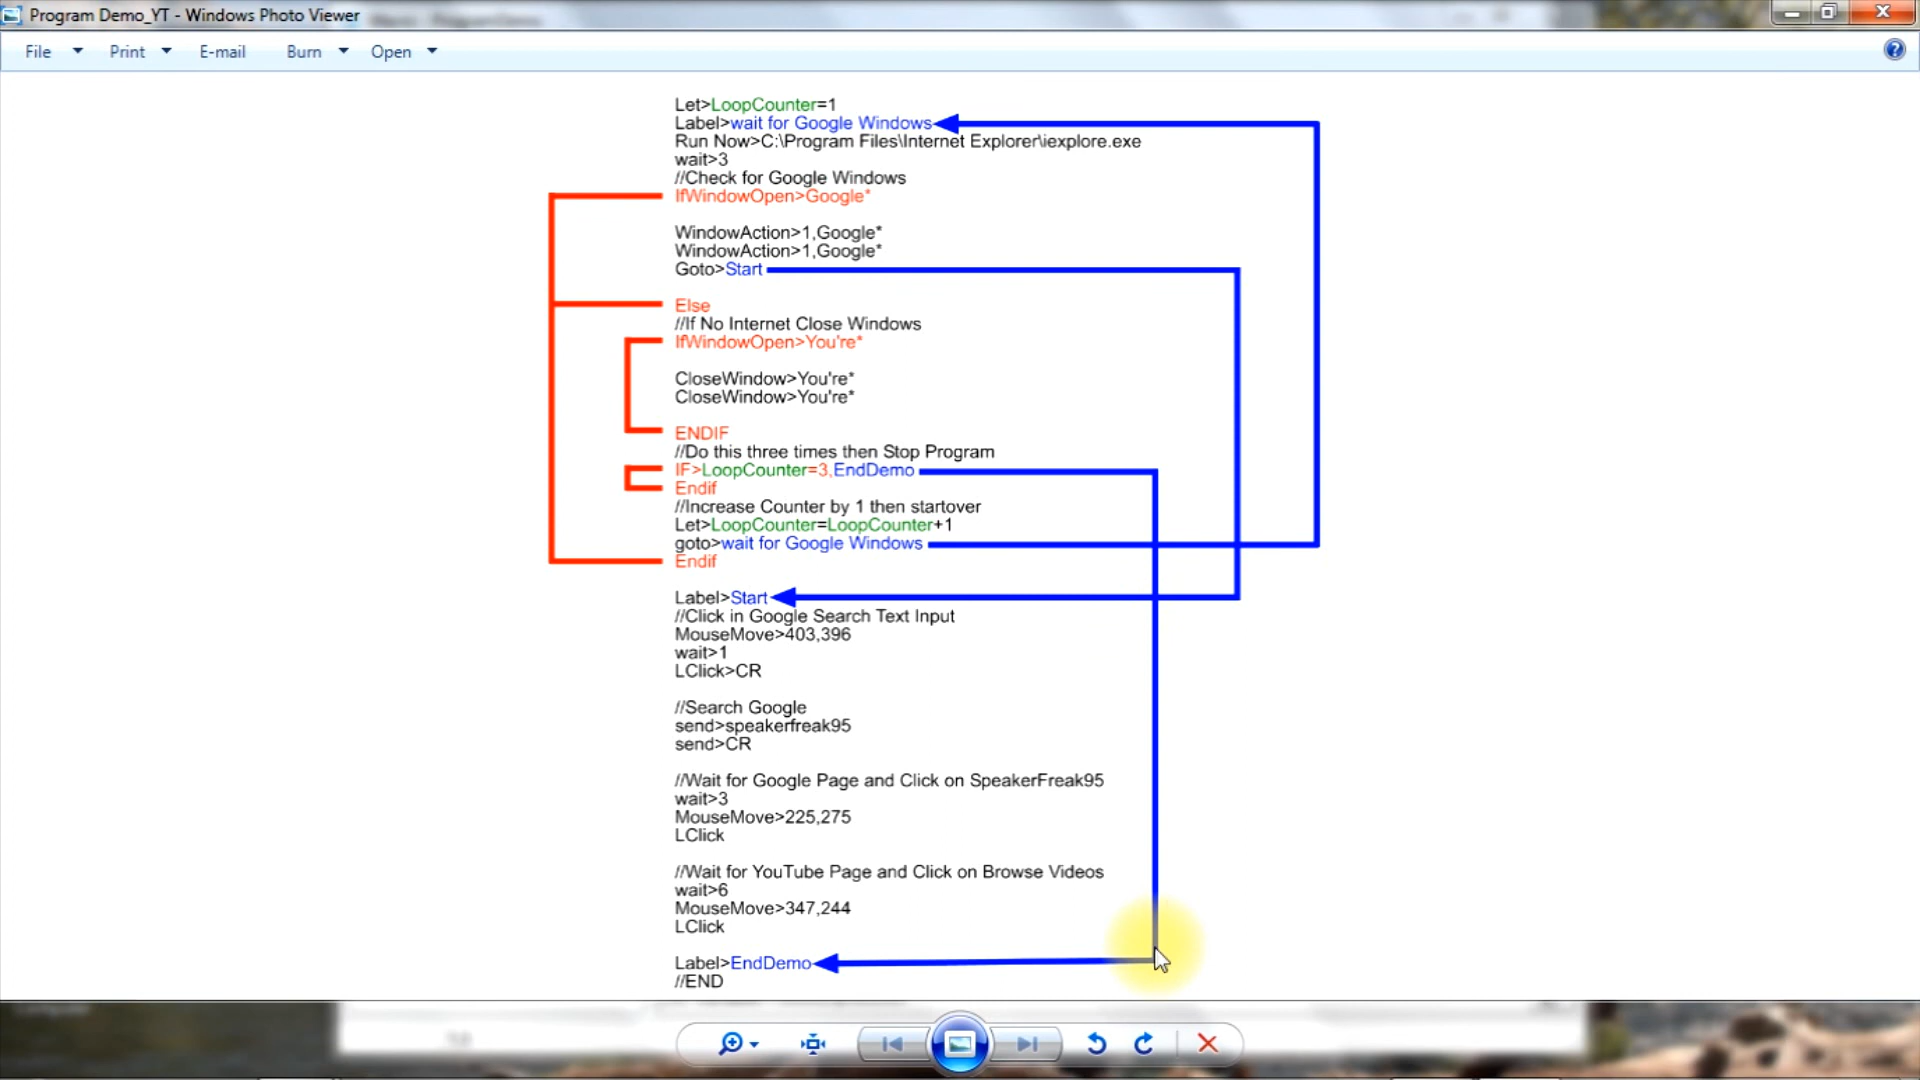 Program Demo_YT - Windows Photo Viewer
File Print E-mail Burn Open
Let>LoopCounter=1
Label>wait for Google Windows
Run Now>C:\Program Files\Internet Explorer\iexplore.exe
wait>3
//Check for Google Windows
IfWindowOpen>Google*
WindowAction>1,Google*
WindowAction>1,Google*
Goto>Start
Else
//If No Internet Close Windows
IfWindowOpen>You're*
CloseWindow>You're*
CloseWindow>You're*
ENDIF
//Do this three times then Stop Program
IF>LoopCounter=3,EndDemo
Endif
//Increase Counter by 1 then startover
Let>LoopCounter=LoopCounter+1
goto>wait for Google Windows
Endif
Label>Start
//Click in Google Search Text Input
MouseMove>403,396
wait>1
LClick>CR
//Search Google
send>speakerfreak95
send>CR
//Wait for Google Page and Click on SpeakerFreak95
wait>3
MouseMove>225,275
LClick
//Wait for YouTube Page and Click on Browse Videos
wait>6
MouseMove>347,244
LClick
Label>EndDemo
//END